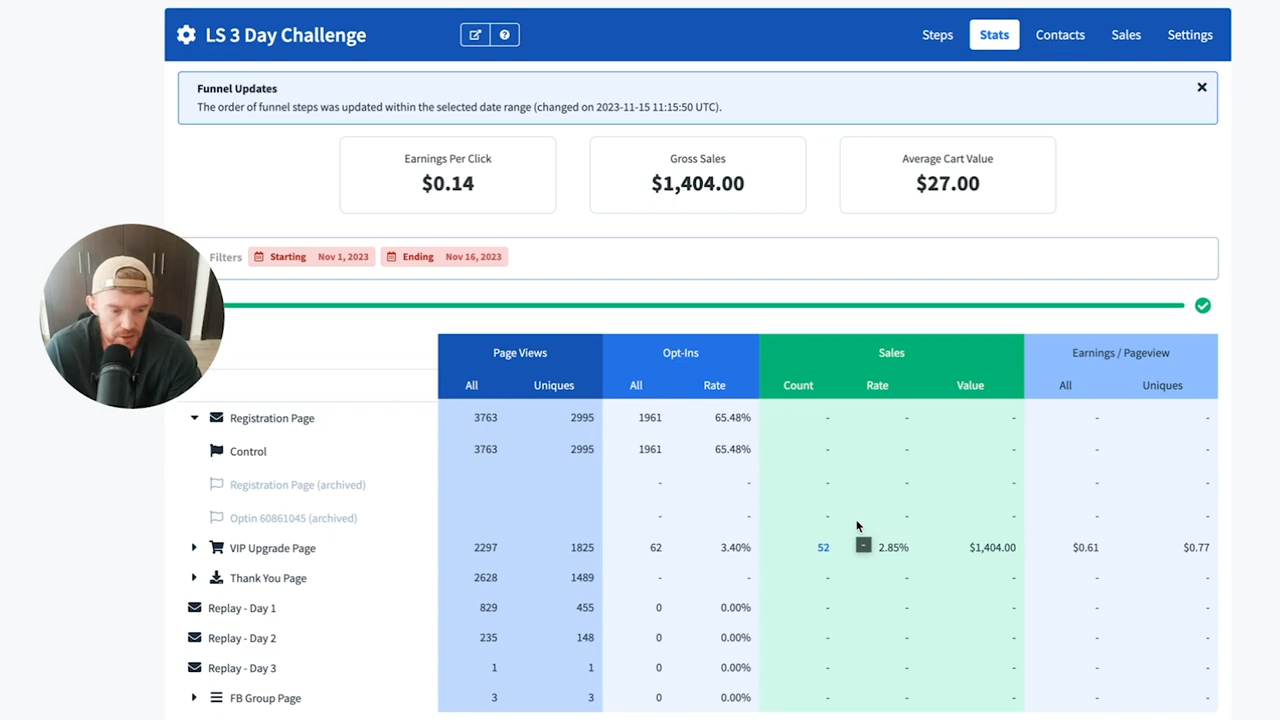 LS 3 Day Challenge
Steps Stats Contacts Sales Settings
Funnel Updates
The order of funnel steps was updated within the selected date range (changed on 2023-11-15 11:15:50 UTC).
Earnings Per Click Gross Sales Average Cart Value
$0.14 $1,404.00 $27.00
Filters Starting Nov 1, 2023 Ending Nov 16, 2023
Page Views Opt-Ins Sales Earnings / Pageview
All Uniques All Rate Count Rate Value All Uniques
Registration Page 3763 2995 1961 65.48% - - - - -
Control 3763 2995 1961 65.48% - - - - -
Registration Page (archived) - - - - - - -
Optin 60861045 (archived) - - - - - - -
VIP Upgrade Page 2297 1825 62 3.40% 52 - 2.85% $1,404.00 $0.61 $0.77
Thank You Page 2628 1489 - - - - - - -
Replay - Day 1 829 455 0 0.00% - - - - -
Replay - Day 2 235 148 0 0.00% - - - - -
Replay - Day 3 1 1 0 0.00% - - - - -
FB Group Page 3 3 0 0.00% - - - - -